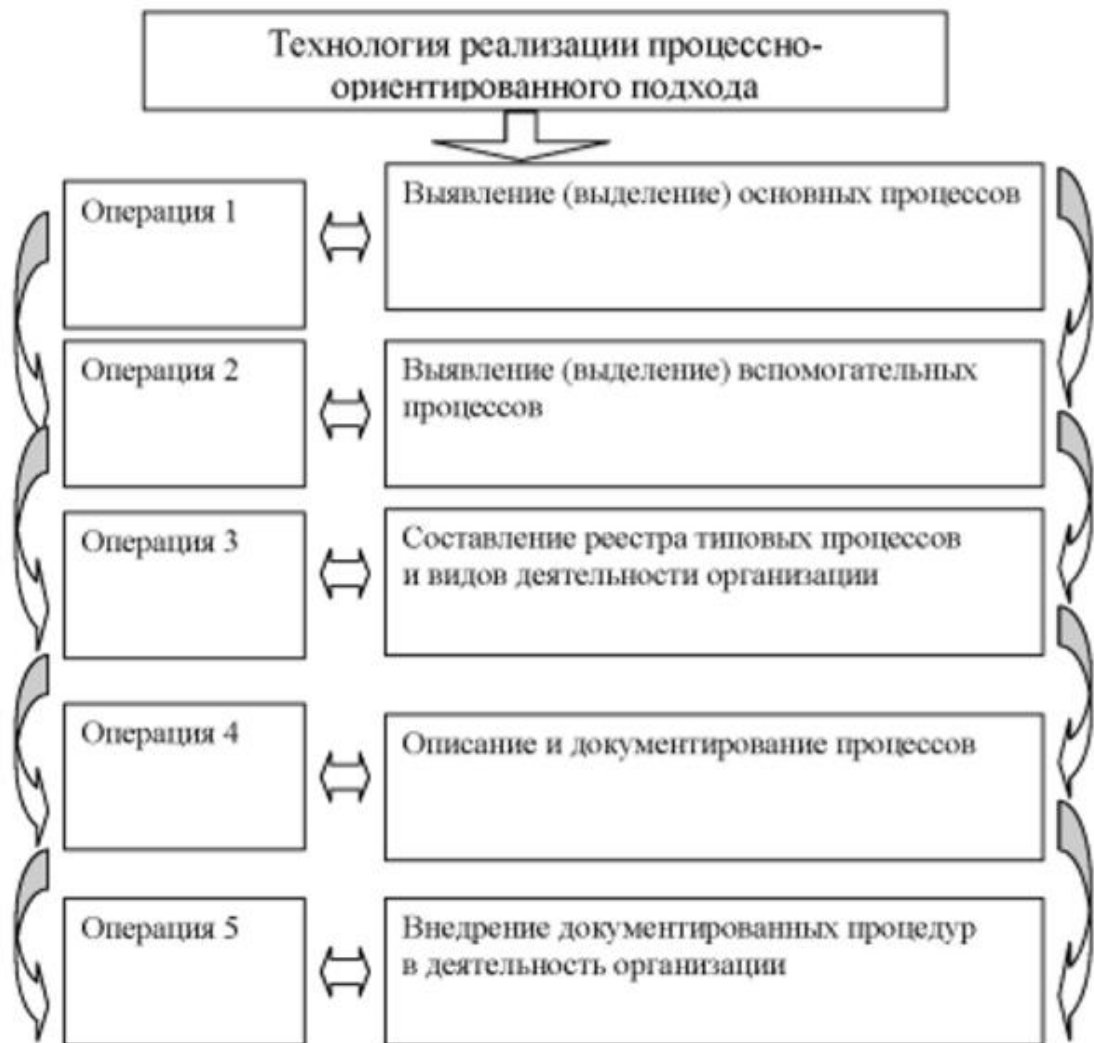 Технология реализации процессно-
ориентированного подхода
Операция 1
Выявление (выделение) основных процессов
Операция 2
Выявление (выделение) вспомогательных
процессов
Операция 3
Составление реестра типовых процессов
и видов деятельности организации
Операция 4
Описание и документирование процессов
Операция 5
Внедрение документированных процедур
в деятельность организации